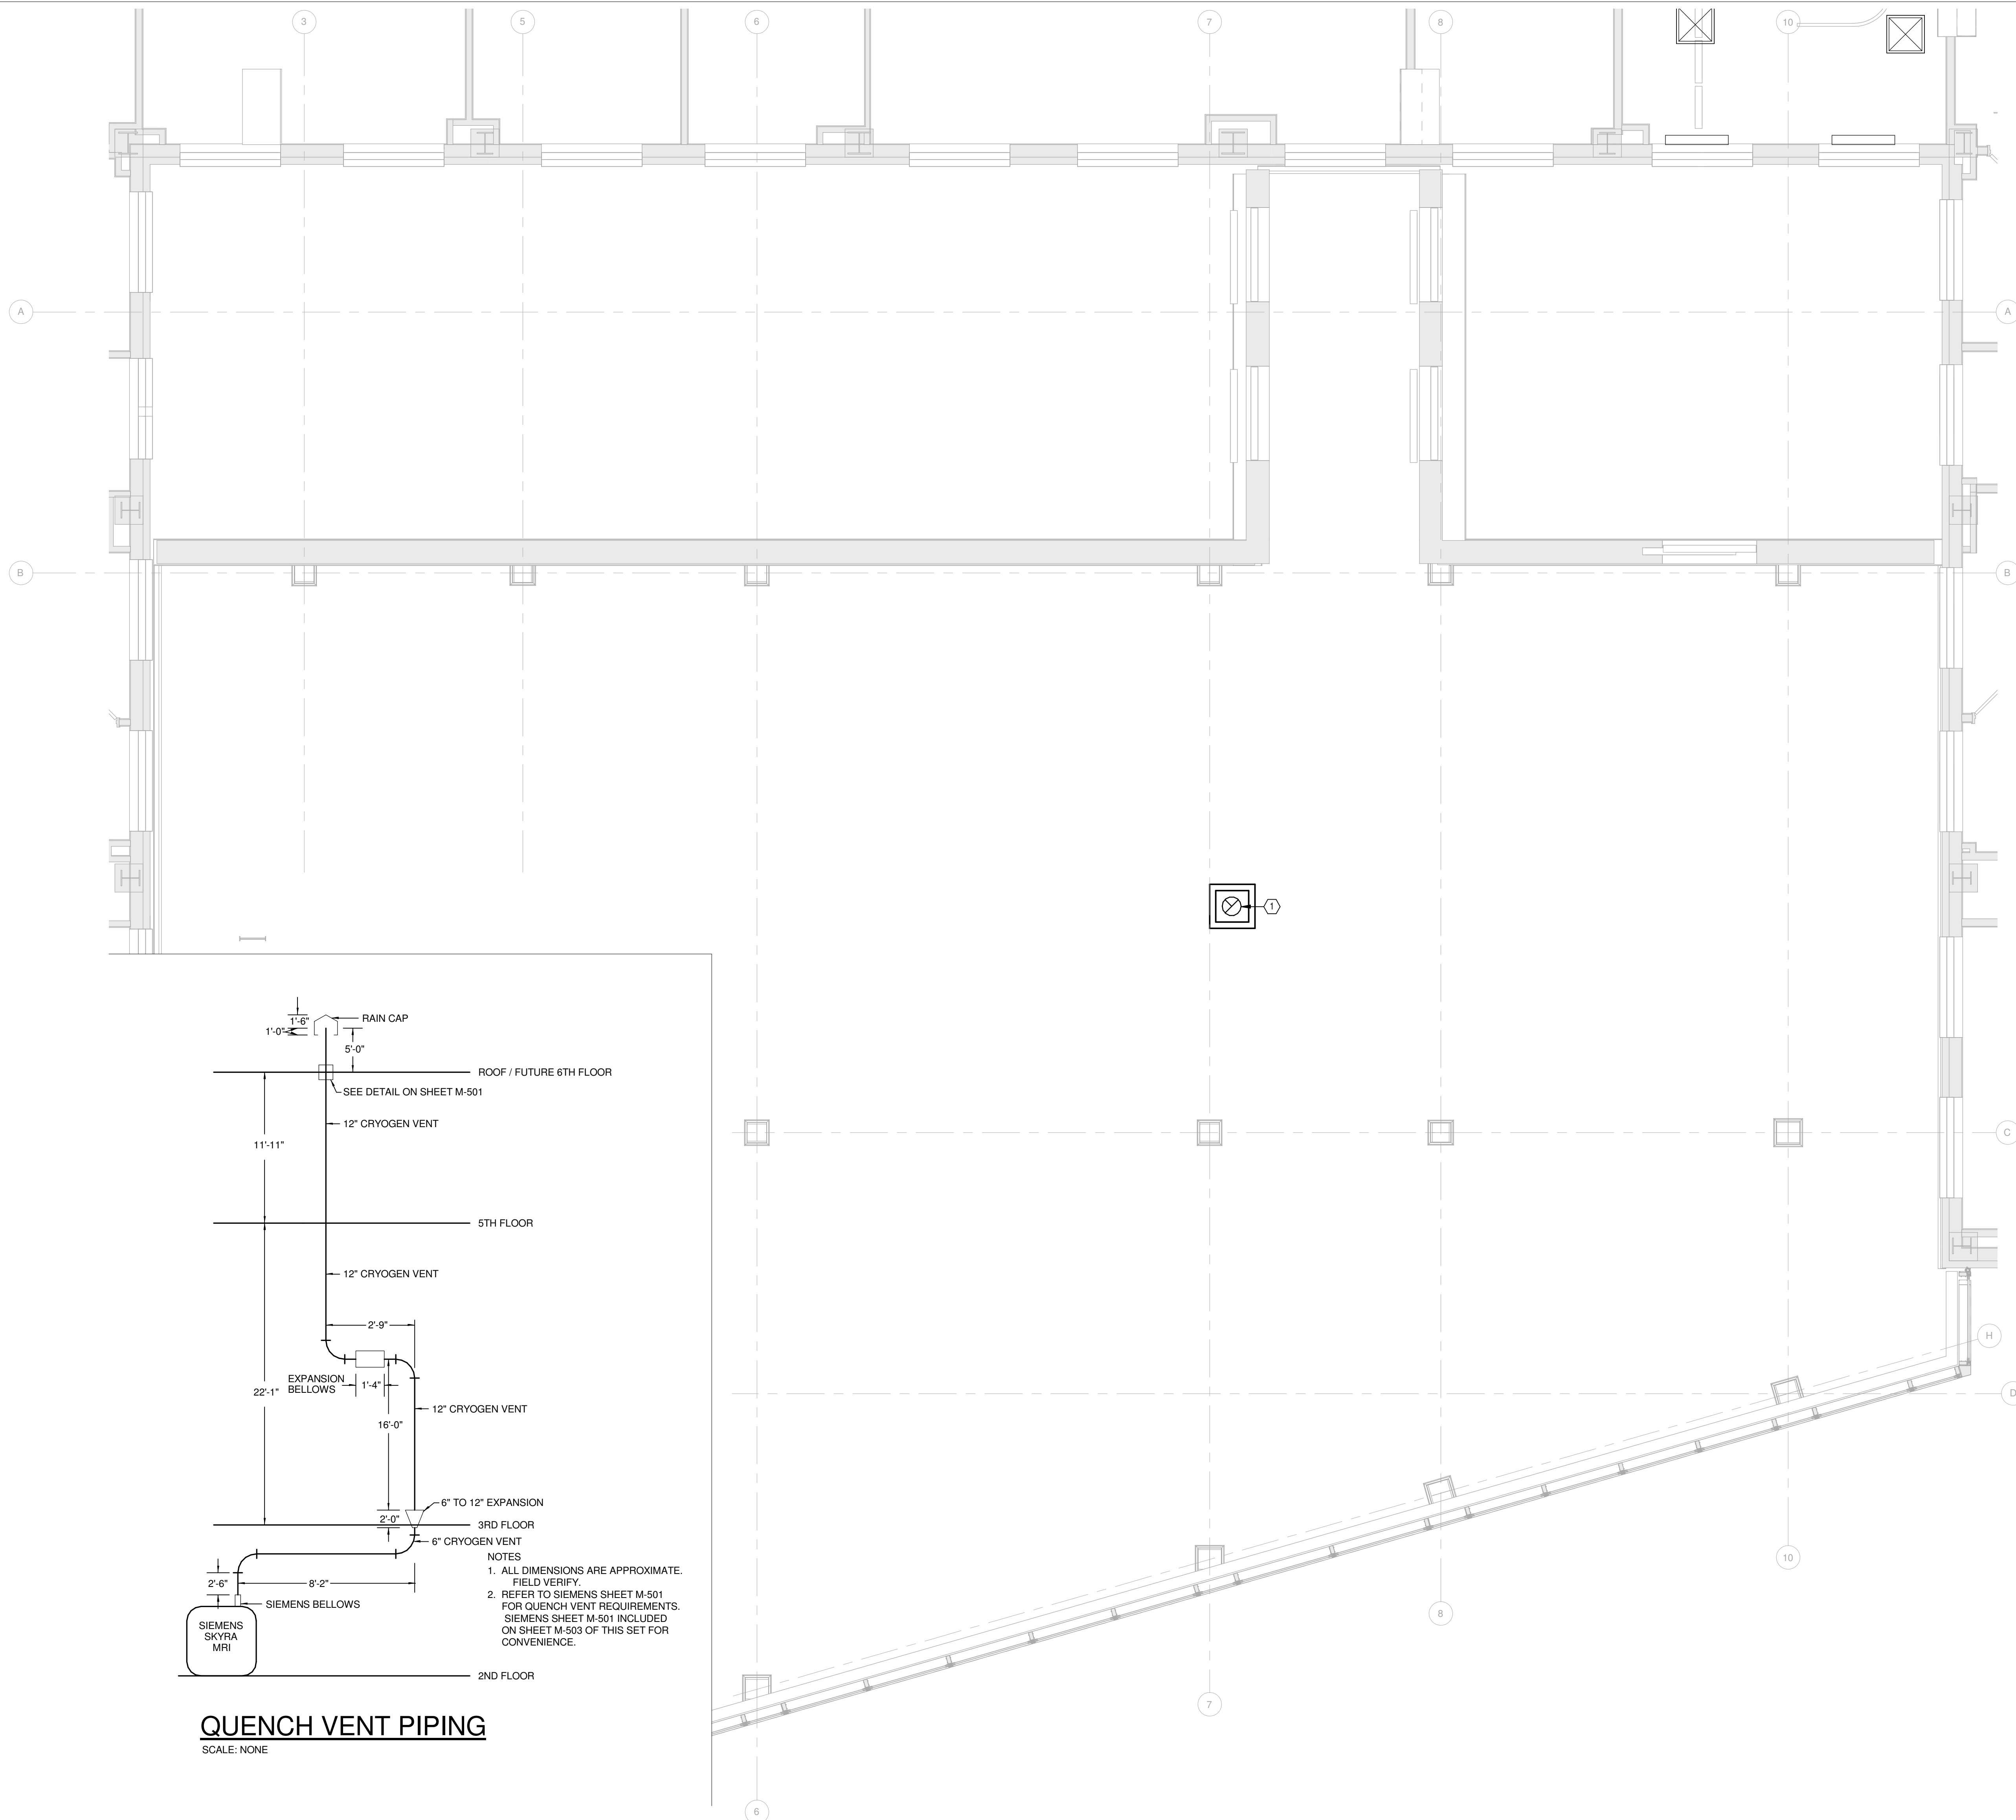 3 5 6 7 8 10
A A
B B
1
1'-6"
RAIN CAP
1'-0"
5'-0"
ROOF / FUTURE 6TH FLOOR
SEE DETAIL ON SHEET M-501
12" CRYOGEN VENT
C
11'-11"
5TH FLOOR
12" CRYOGEN VENT
2'-9"
H
EXPANSION
BELLOWS
1'-4"
22'-1"
D
12" CRYOGEN VENT
16'-0"
6" TO 12" EXPANSION
2'-0"
3RD FLOOR
6" CRYOGEN VENT
NOTES
1. ALL DIMENSIONS ARE APPROXIMATE.
FIELD VERIFY.
2. REFER TO SIEMENS SHEET M-501
FOR QUENCH VENT REQUIREMENTS.
SIEMENS SHEET M-501 INCLUDED
ON SHEET M-503 OF THIS SET FOR
CONVENIENCE.
2'-6"
8'-2"
SIEMENS BELLOWS
SIEMENS
SKYRA
MRI
2ND FLOOR
QUENCH VENT PIPING
SCALE: NONE
10
8
7
6